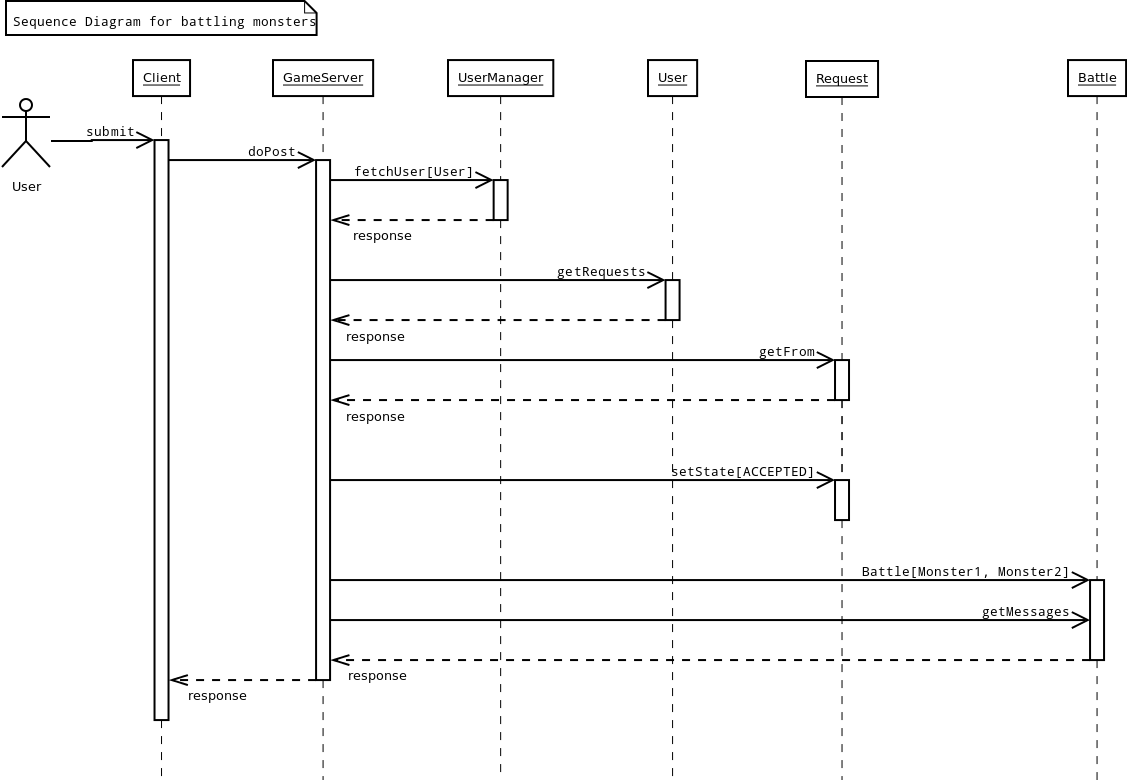 Sequence Diagram for battling monsters
Client
GameServer
UserManager
User
Request
Battle
submit
User
doPost
fetchUser[User]
response
getRequests
response
getFrom
response
setState[ACCEPTED]
Battle[Monster1, Monster2]
getMessages
response
response